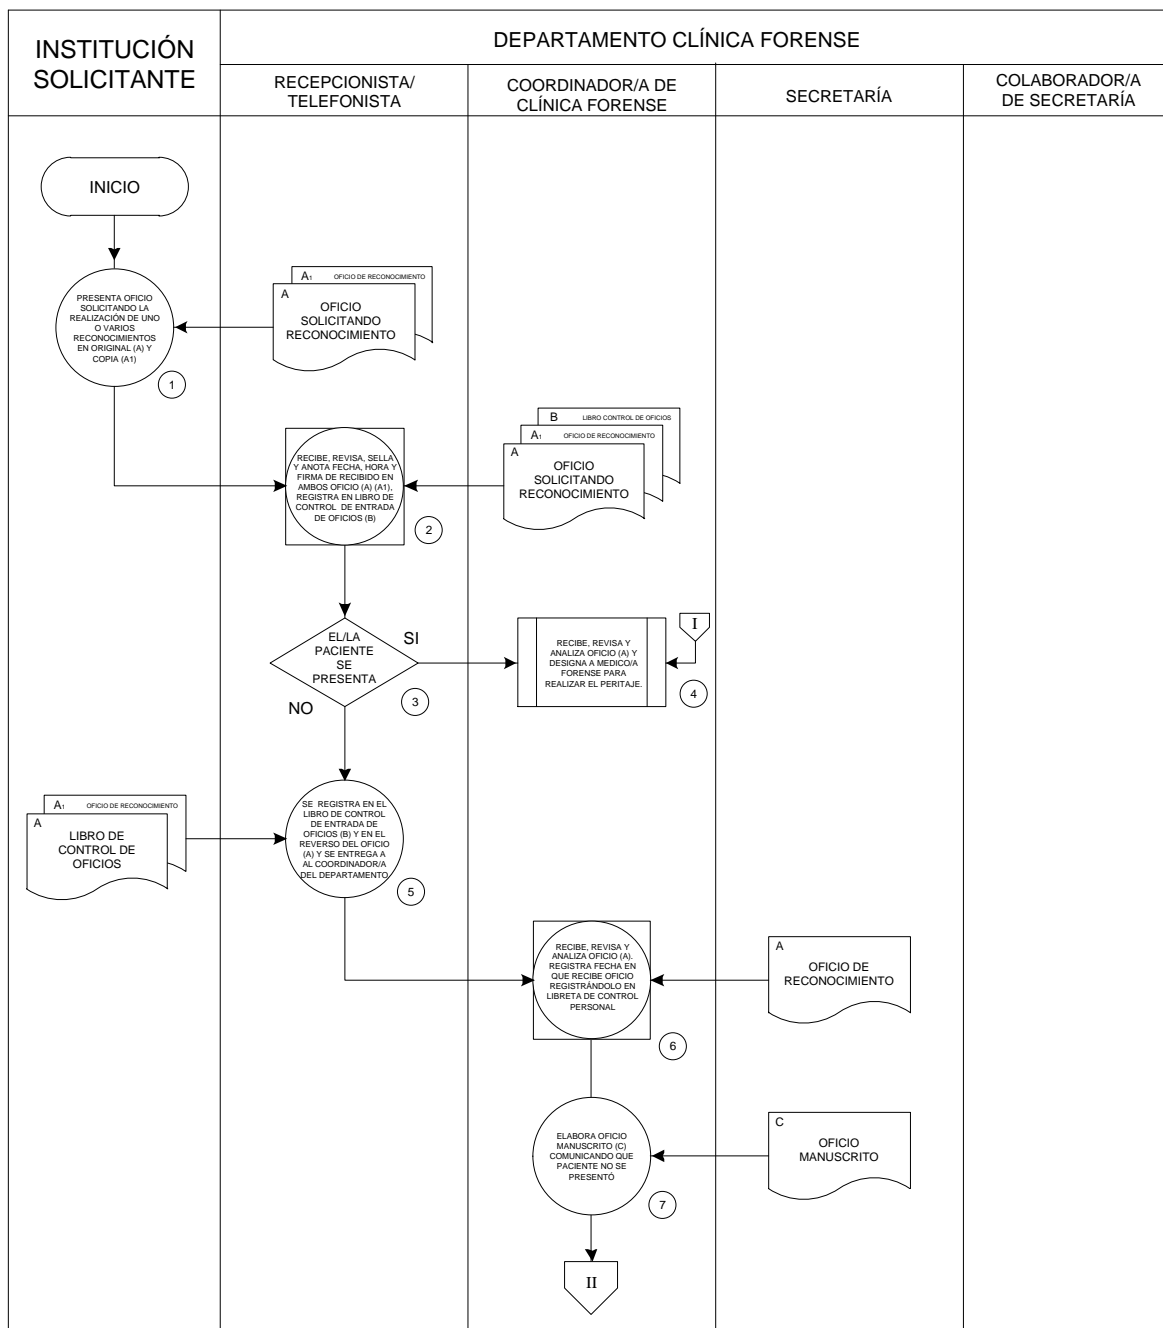 INSTITUCIÓN
SOLICITANTE
DEPARTAMENTO CLÍNICA FORENSE
RECEPCIONISTA/
TELEFONISTA
COORDINADOR/A DE
CLÍNICA FORENSE
SECRETARÍA
COLABORADOR/A
DE SECRETARÍA
INICIO
PRESENTA OFICIO
SOLICITANDO LA
REALIZACIÓN DE UNO
O VARIOS
RECONOCIMIENTOS
EN ORIGINAL (A) Y
COPIA (A1)
1
A1 OFICIO DE RECONOCIMIENTO
A
OFICIO
SOLICITANDO
RECONOCIMIENTO
RECIBE, REVISA, SELLA
Y ANOTA FECHA, HORA Y
FIRMA DE RECIBIDO EN
AMBOS OFICIO (A) (A1),
REGISTRA EN LIBRO DE
CONTROL DE ENTRADA
DE OFICIOS (B)
2
B LIBRO CONTROL DE OFICIOS
A1 OFICIO DE RECONOCIMIENTO
A
OFICIO
SOLICITANDO
RECONOCIMIENTO
EL/LA
PACIENTE
SE
PRESENTA
SI
NO
3
I
RECIBE, REVISA Y
ANALIZA OFICIO (A) Y
DESIGNA A MEDICO/A
FORENSE PARA
REALIZAR EL PERITAJE.
4
A1 OFICIO DE RECONOCIMIENTO
A
LIBRO DE
CONTROL DE
OFICIOS
SE REGISTRA EN EL
LIBRO DE CONTROL
DE ENTRADA DE
OFICIOS (B) Y EN EL
REVERSO DEL OFICIO
(A) Y SE ENTREGA A
AL COORDINADOR/A
DEL DEPARTAMENTO
5
RECIBE, REVISA Y
ANALIZA OFICIO (A).
REGISTRA FECHA EN
QUE RECIBE OFICIO
REGISTRÁNDOLO EN
LIBRETA DE CONTROL
PERSONAL
6
A
OFICIO DE
RECONOCIMIENTO
ELABORA OFICIO
MANUSCRITO (C)
COMUNICANDO QUE
PACIENTE NO SE
PRESENTÓ
7
C
OFICIO
MANUSCRITO
II